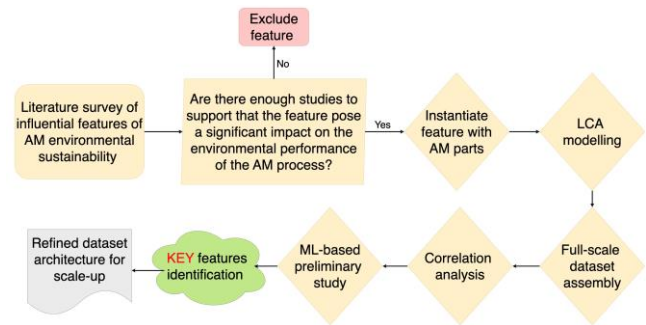 Exclude
feature
No
Literature survey of
influential features of
AM environmental
sustainability
Are there enough studies to
support that the feature pose
a significant impact on the
environmental performance
of the AM process?
Yes
Instantiate
feature with
AM parts
LCA
modelling
Full-scale
dataset
assembly
Correlation
analysis
ML-based
preliminary
study
KEY features
identification
Refined dataset
architecture for
scale-up